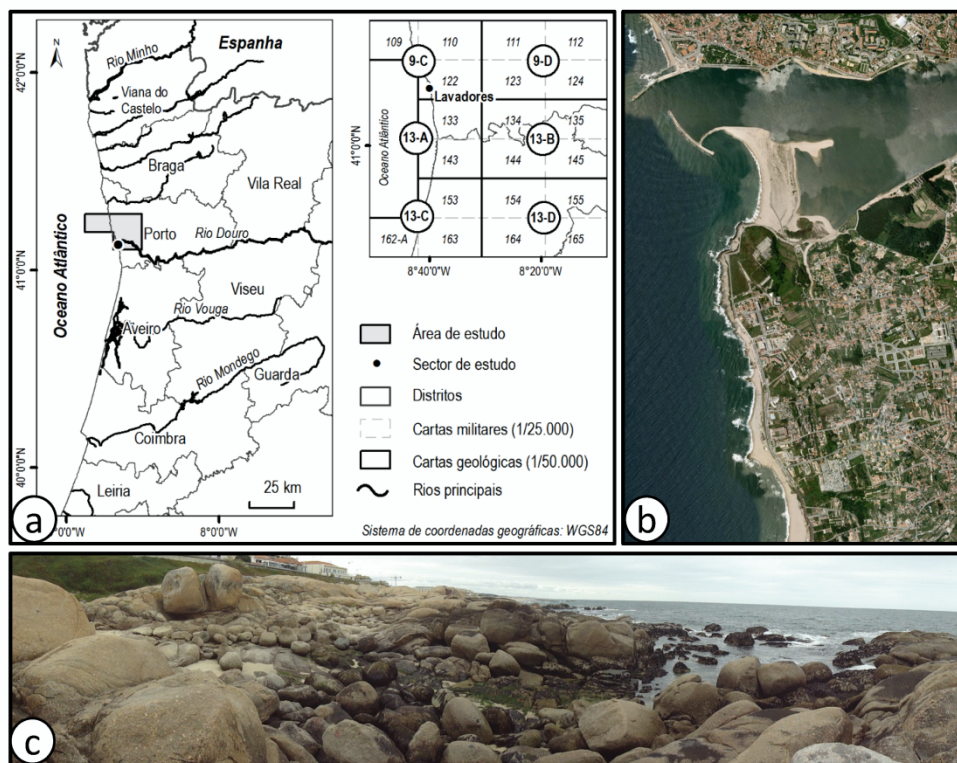 N
Espanha
Rio Minho
42°0'0"N
Viana do
Castelo
Braga
Vila Real
Oceano Atlântico
Porto
Rio Douro
41°0'0"N
Viseu
Rio Vouga
Aveiro
Rio Mondego
Guarda
Coimbra
40°0'0"N
Leiria
25 km
0'0"W
8°0'0"W
a
109
110
111
112
9-C
9-D
122
123
124
Lavadores
133
134
135
13-A
13-B
41°0'0"N
Oceano Atlântico
143
144
145
153
154
155
13-C
13-D
162-A
163
164
165
8°40'0"W
8°20'0"W
Área de estudo
Sector de estudo
Distritos
Cartas militares (1/25.000)
Cartas geológicas (1/50.000)
Rios principais
Sistema de coordenadas geográficas: WGS84
b
c